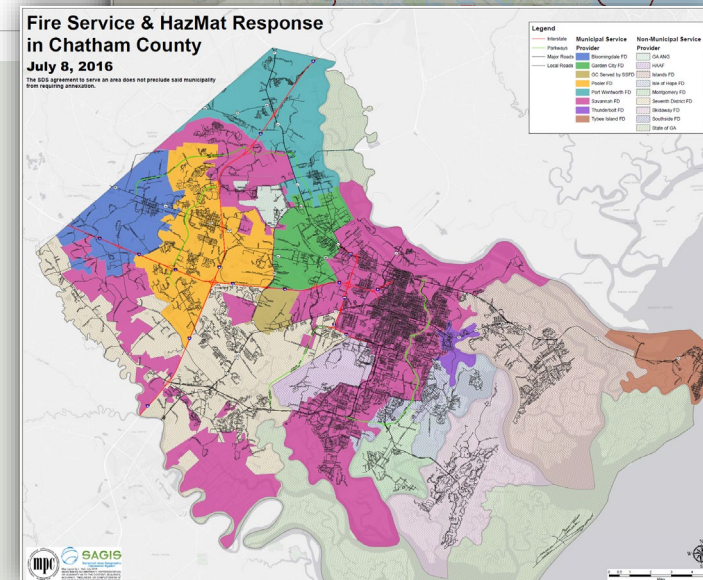 Fire Service & HazMat Response
in Chatham County
July 8, 2016
The SDS agreement to serve an area does not preclude said municipality
from requiring annexation.
Legend
Interstate
Parkways
Major Roads
Local Roads
Municipal Service
Provider
Bloomingdale FD
Garden City FD
GC Served by SSFD
Pooler FD
Port Wentworth FD
Savannah FD
Thunderbolt FD
Tybee Island FD
Non-Municipal Service
Provider
GA ANG
HAAF
Islands FD
Isle of Hope FD
Montgomery FD
Seventh District FD
Skidaway FD
Southside FD
State of GA
mpc
SAGIS